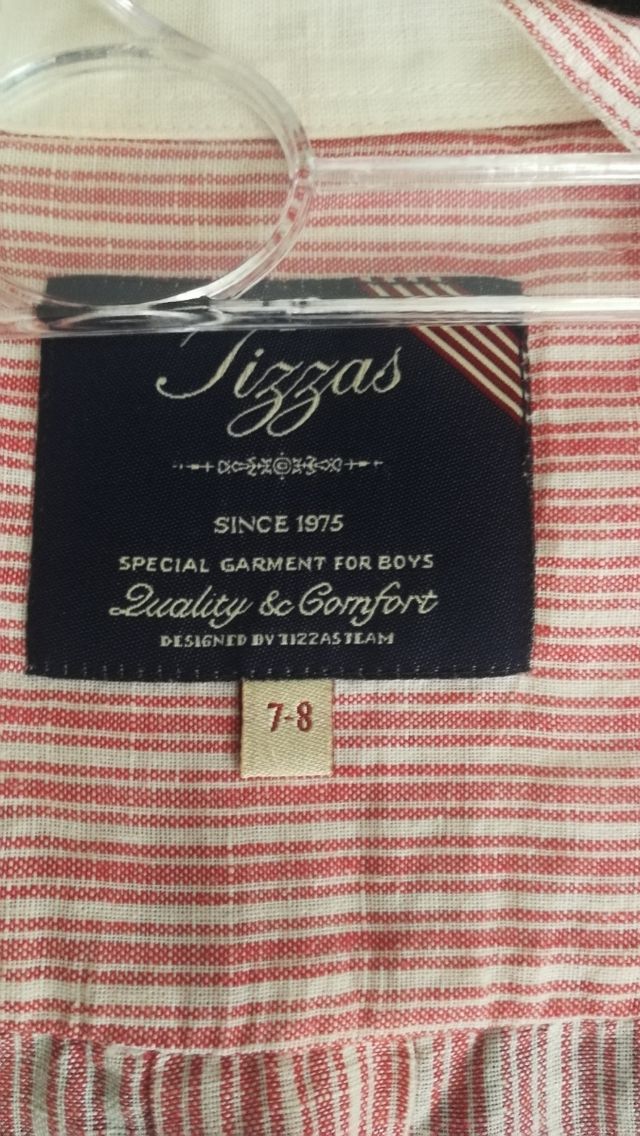 Tizzas
SINCE 1975
SPECIAL GARMENT FOR BOYS
Quality & Comfort
DESIGNED BY TIZZAS TEAM
7-8